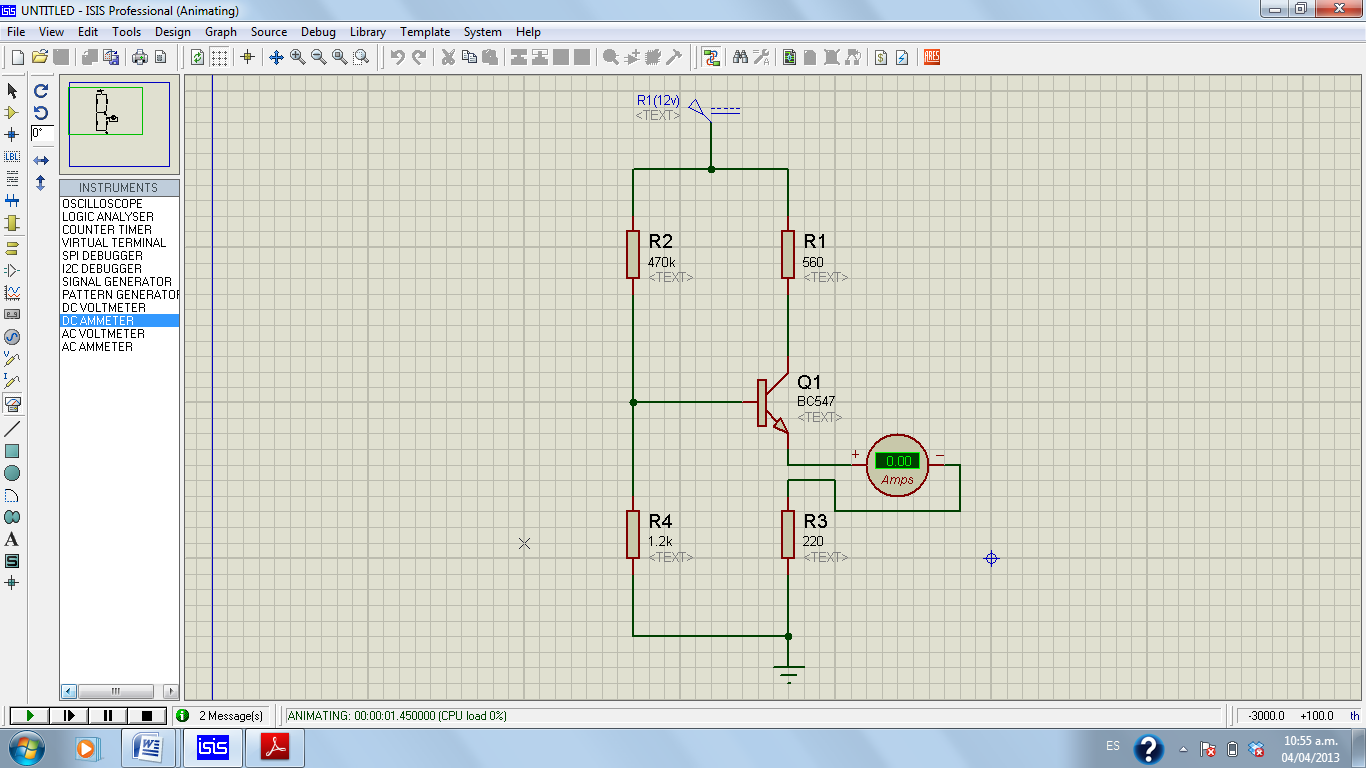 UNTITLED - ISIS Professional (Animating)
File View Edit Tools Design Graph Source Debug Library Template System Help
ARES
LBL
0°
A
S
INSTRUMENTS
OSCILLOSCOPE
LOGIC ANALYSER
COUNTER TIMER
VIRTUAL TERMINAL
SPI DEBUGGER
I2C DEBUGGER
SIGNAL GENERATOR
PATTERN GENERATOR
DC VOLTMETER
DC AMMETER
AC VOLTMETER
AC AMMETER
R1(12v)
<TEXT>
R2
470k
<TEXT>
R1
560
<TEXT>
Q1
BC547
<TEXT>
+ 0.00 −
Amps
R4
1.2k
<TEXT>
R3
220
<TEXT>
2 Message(s)
ANIMATING: 00:00:01.450000 (CPU load 0%)
-3000.0 +100.0 th
isis
ES
10:55 a.m.
04/04/2013